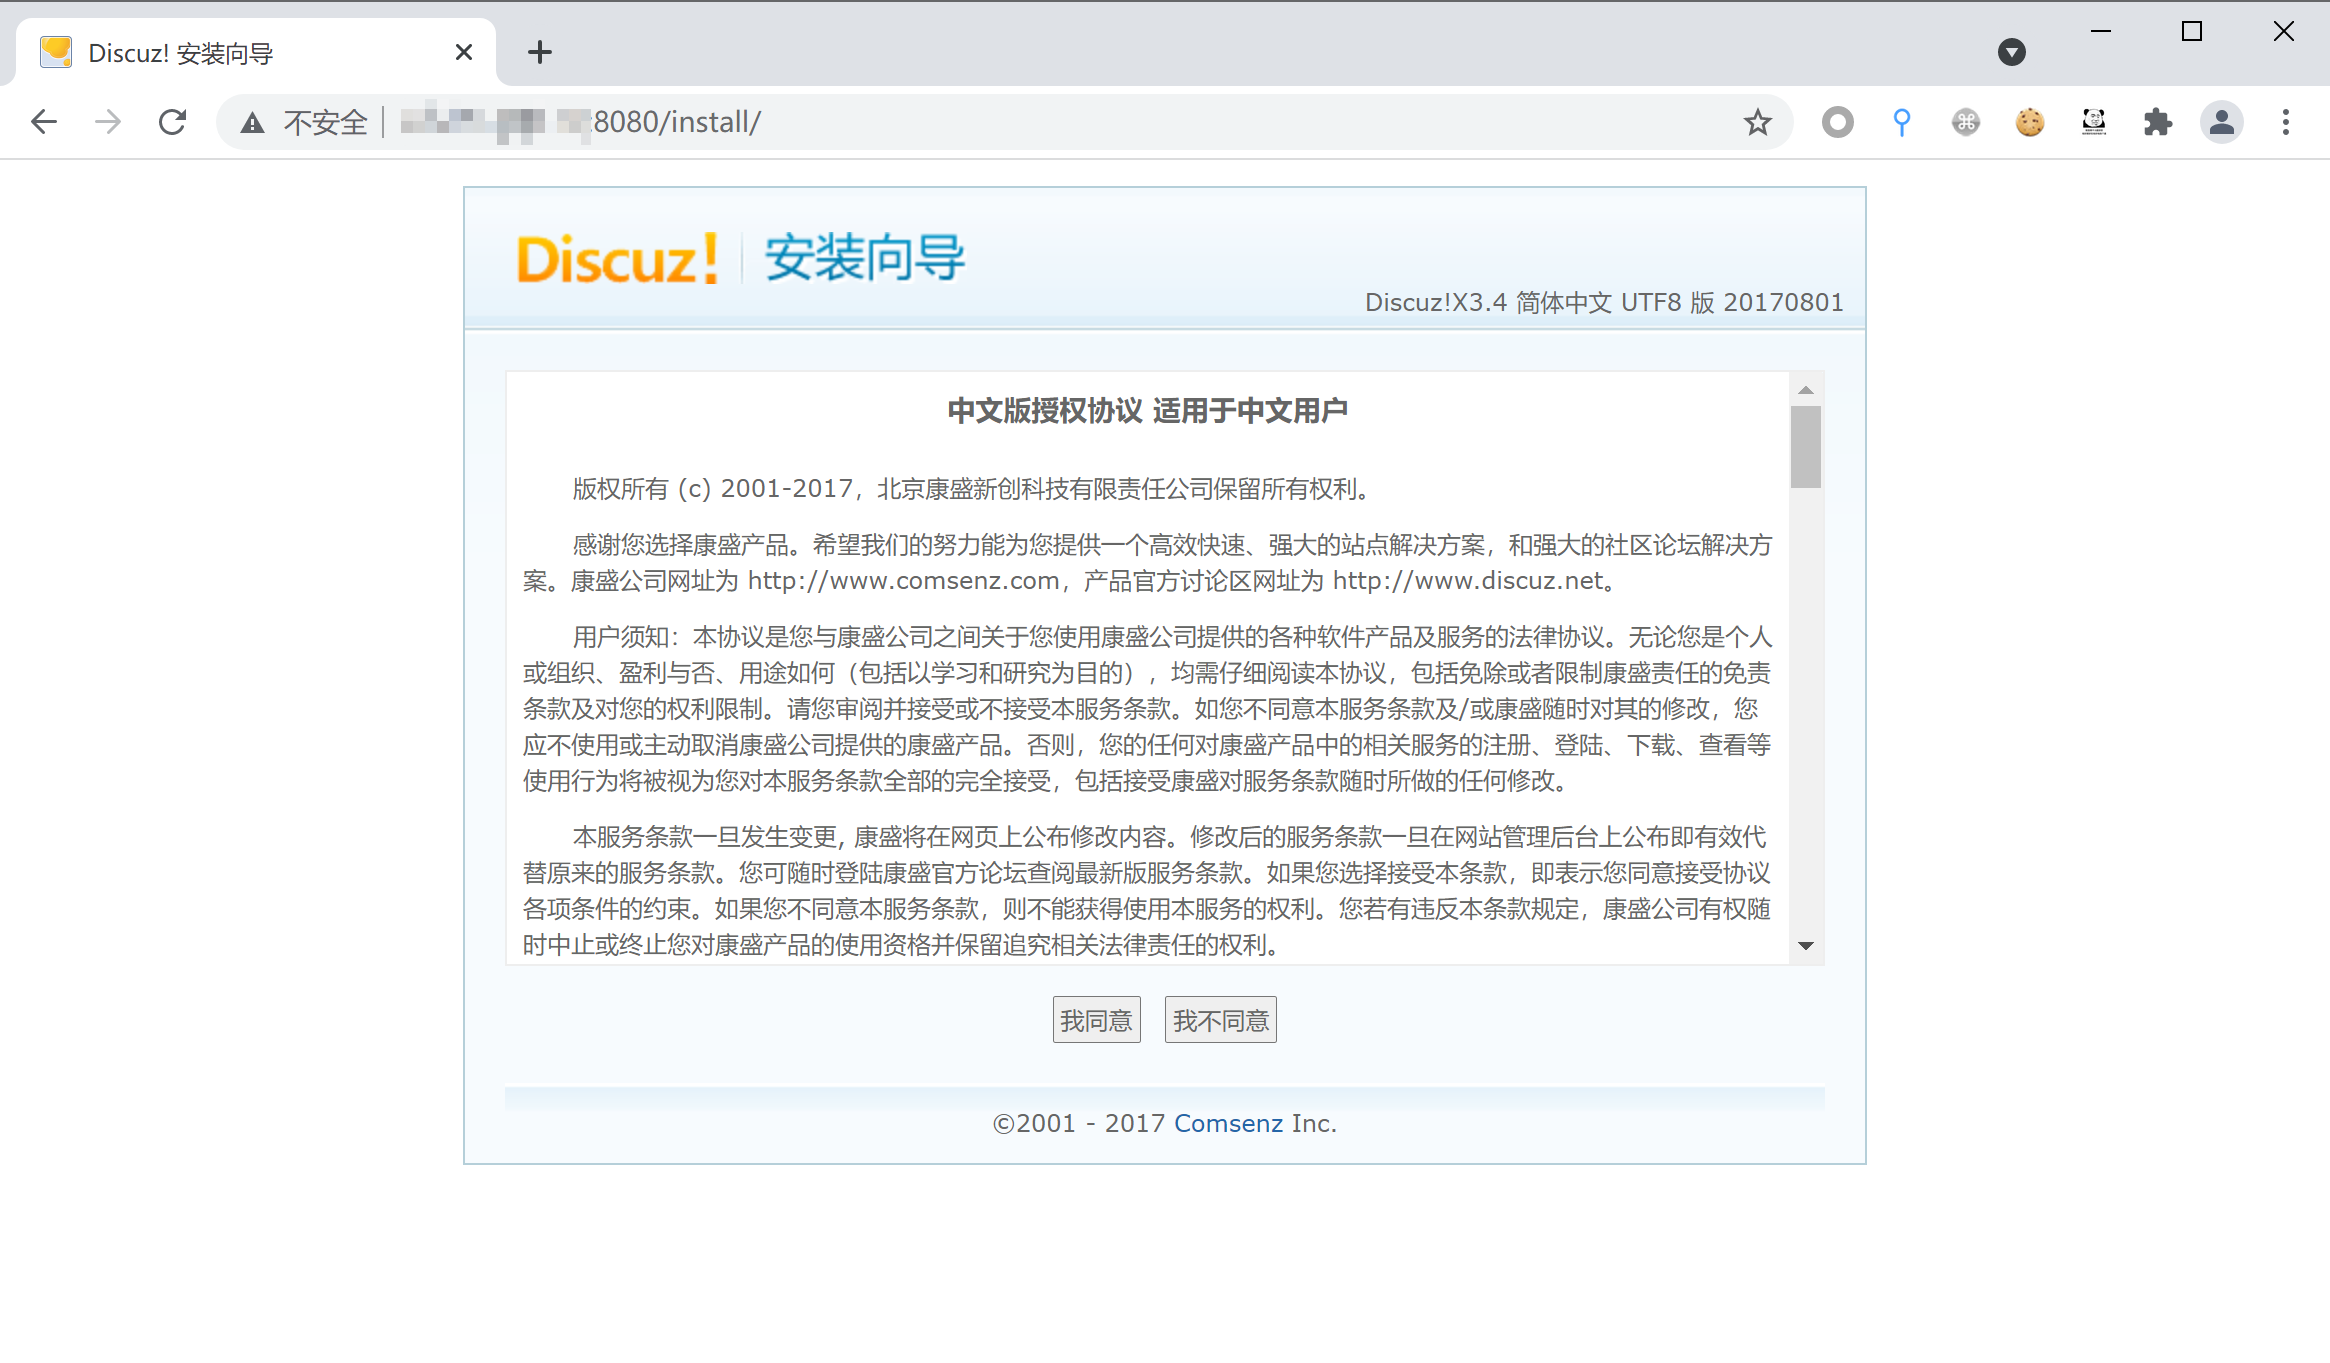 Discuz! 安装向导
不安全
:8080/install/
Discuz! 安装向导
Discuz!X3.4 简体中文 UTF8 版 20170801
中文版授权协议 适用于中文用户
版权所有 (c) 2001-2017，北京康盛新创科技有限责任公司保留所有权利。
感谢您选择康盛产品。希望我们的努力能为您提供一个高效快速、强大的站点解决方案，和强大的社区论坛解决方
案。康盛公司网址为 http://www.comsenz.com，产品官方讨论区网址为 http://www.discuz.net。
用户须知：本协议是您与康盛公司之间关于您使用康盛公司提供的各种软件产品及服务的法律协议。无论您是个人
或组织、盈利与否、用途如何（包括以学习和研究为目的），均需仔细阅读本协议，包括免除或者限制康盛责任的免责
条款及对您的权利限制。请您审阅并接受或不接受本服务条款。如您不同意本服务条款及/或康盛随时对其的修改，您
应不使用或主动取消康盛公司提供的康盛产品。否则，您的任何对康盛产品中的相关服务的注册、登陆、下载、查看等
使用行为将被视为您对本服务条款全部的完全接受，包括接受康盛对服务条款随时所做的任何修改。
本服务条款一旦发生变更, 康盛将在网页上公布修改内容。修改后的服务条款一旦在网站管理后台上公布即有效代
替原来的服务条款。您可随时登陆康盛官方论坛查阅最新版服务条款。如果您选择接受本条款，即表示您同意接受协议
各项条件的约束。如果您不同意本服务条款，则不能获得使用本服务的权利。您若有违反本条款规定，康盛公司有权随
时中止或终止您对康盛产品的使用资格并保留追究相关法律责任的权利。
我同意 我不同意
©2001 - 2017 Comsenz Inc.